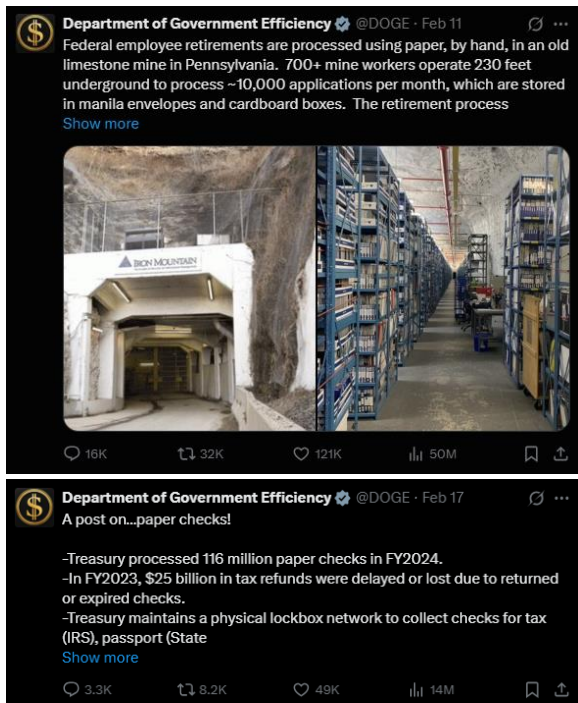 Department of Government Efficiency @DOGE · Feb 11
Federal employee retirements are processed using paper, by hand, in an old
limestone mine in Pennsylvania.  700+ mine workers operate 230 feet
underground to process ~10,000 applications per month, which are stored
in manila envelopes and cardboard boxes.  The retirement process
Show more
IRON MOUNTAIN
16K 32K 121K 50M
Department of Government Efficiency @DOGE · Feb 17
A post on...paper checks!
-Treasury processed 116 million paper checks in FY2024.
-In FY2023, $25 billion in tax refunds were delayed or lost due to returned
or expired checks.
-Treasury maintains a physical lockbox network to collect checks for tax
(IRS), passport (State
Show more
3.3K 8.2K 49K 14M